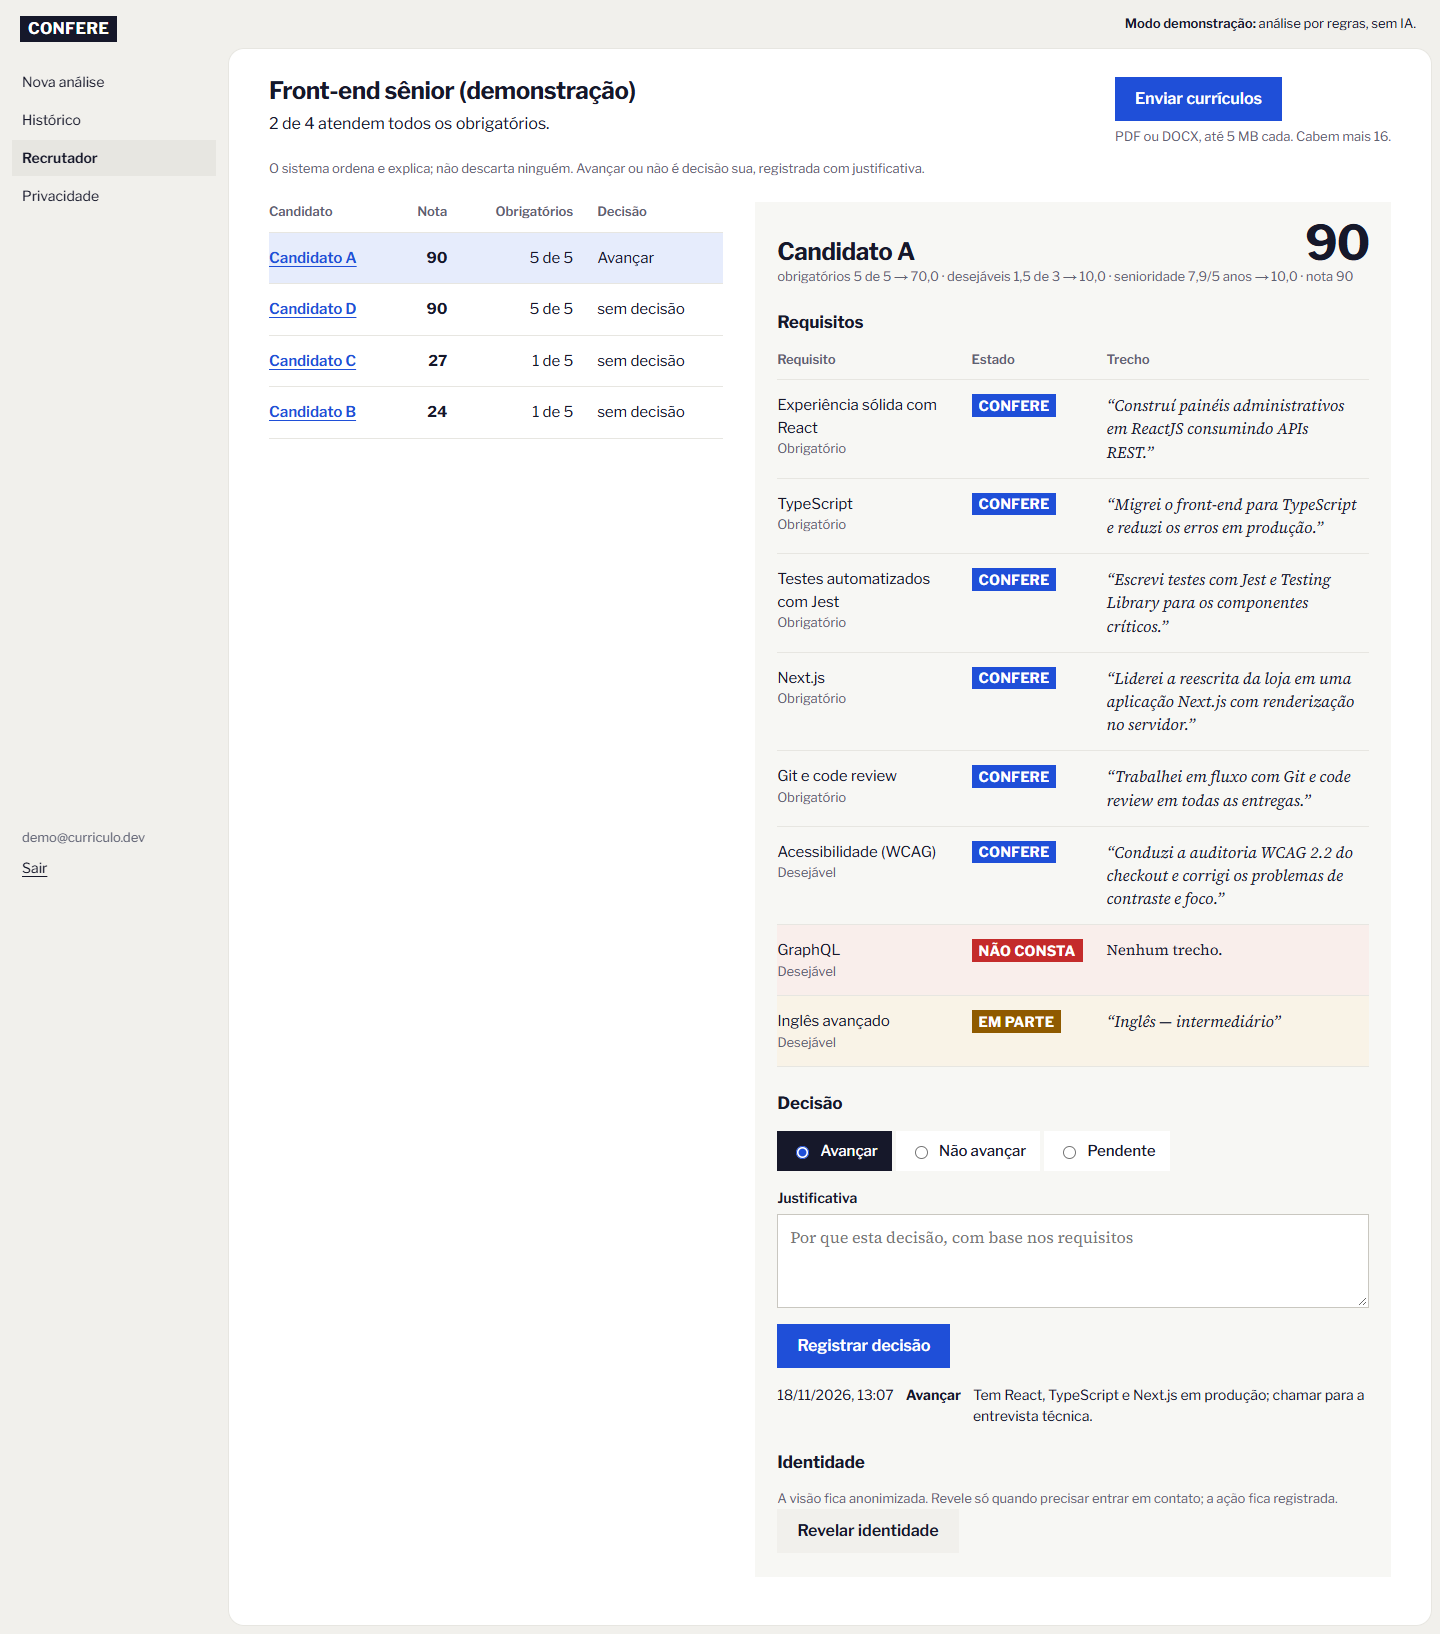 CONFERE
Modo demonstração: análise por regras, sem IA.
Nova análise
Histórico
Recrutador
Privacidade
demo@curriculo.dev
Sair
Front-end sênior (demonstração)
2 de 4 atendem todos os obrigatórios.
Enviar currículos
PDF ou DOCX, até 5 MB cada. Cabem mais 16.
O sistema ordena e explica; não descarta ninguém. Avançar ou não é decisão sua, registrada com justificativa.
Candidato Nota Obrigatórios Decisão
Candidato A 90 5 de 5 Avançar
Candidato D 90 5 de 5 sem decisão
Candidato C 27 1 de 5 sem decisão
Candidato B 24 1 de 5 sem decisão
Candidato A 90
obrigatórios 5 de 5 → 70,0 · desejáveis 1,5 de 3 → 10,0 · senioridade 7,9/5 anos → 10,0 · nota 90
Requisitos
Requisito Estado Trecho
Experiência sólida com React
Obrigatório
CONFERE
“Construí painéis administrativos
em ReactJS consumindo APIs
REST.”
TypeScript
Obrigatório
CONFERE
“Migrei o front-end para TypeScript
e reduzi os erros em produção.”
Testes automatizados
com Jest
Obrigatório
CONFERE
“Escrevi testes com Jest e Testing
Library para os componentes
críticos.”
Next.js
Obrigatório
CONFERE
“Liderei a reescrita da loja em uma
aplicação Next.js com renderização
no servidor.”
Git e code review
Obrigatório
CONFERE
“Trabalhei em fluxo com Git e code
review em todas as entregas.”
Acessibilidade (WCAG)
Desejável
CONFERE
“Conduzi a auditoria WCAG 2.2 do
checkout e corrigi os problemas de
contraste e foco.”
GraphQL
Desejável
NÃO CONSTA
Nenhum trecho.
Inglês avançado
Desejável
EM PARTE
“Inglês — intermediário”
Decisão
Avançar Não avançar Pendente
Justificativa
Por que esta decisão, com base nos requisitos
Registrar decisão
18/11/2026, 13:07 Avançar Tem React, TypeScript e Next.js em produção; chamar para a
entrevista técnica.
Identidade
A visão fica anonimizada. Revele só quando precisar entrar em contato; a ação fica registrada.
Revelar identidade